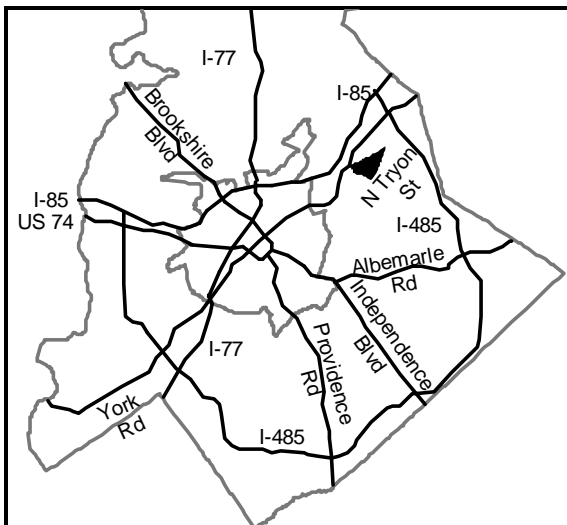 I-77
I-85
Brookshire
Blvd
N Tryon
St
I-85
US 74
I-485
Albemarle
Rd
Independence
Blvd
I-77
Providence
Rd
York
Rd
I-485